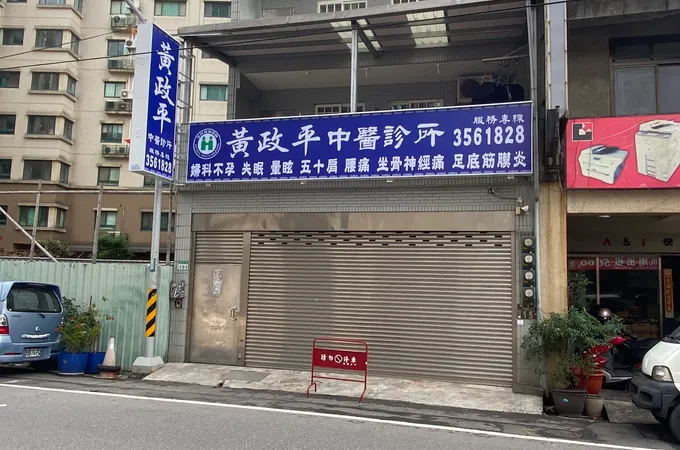 黃政平
中醫診所
3561828
黃政平中醫診所
服務專線
3561828
婦科不孕 失眠 暈眩 五十肩 腰痛 坐骨神經痛 足底筋膜炎
請勿停車
A & i 快